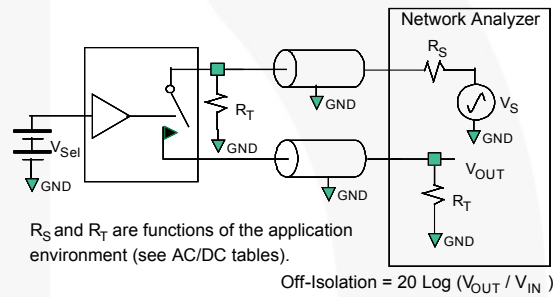 Network Analyzer
R_S
V_S
GND
R_T
GND
GND
V_Sel
GND
GND
V_OUT
R_T
GND
GND
R_S and R_T are functions of the application
environment (see AC/DC tables).
Off-Isolation = 20 Log (V_OUT / V_IN )